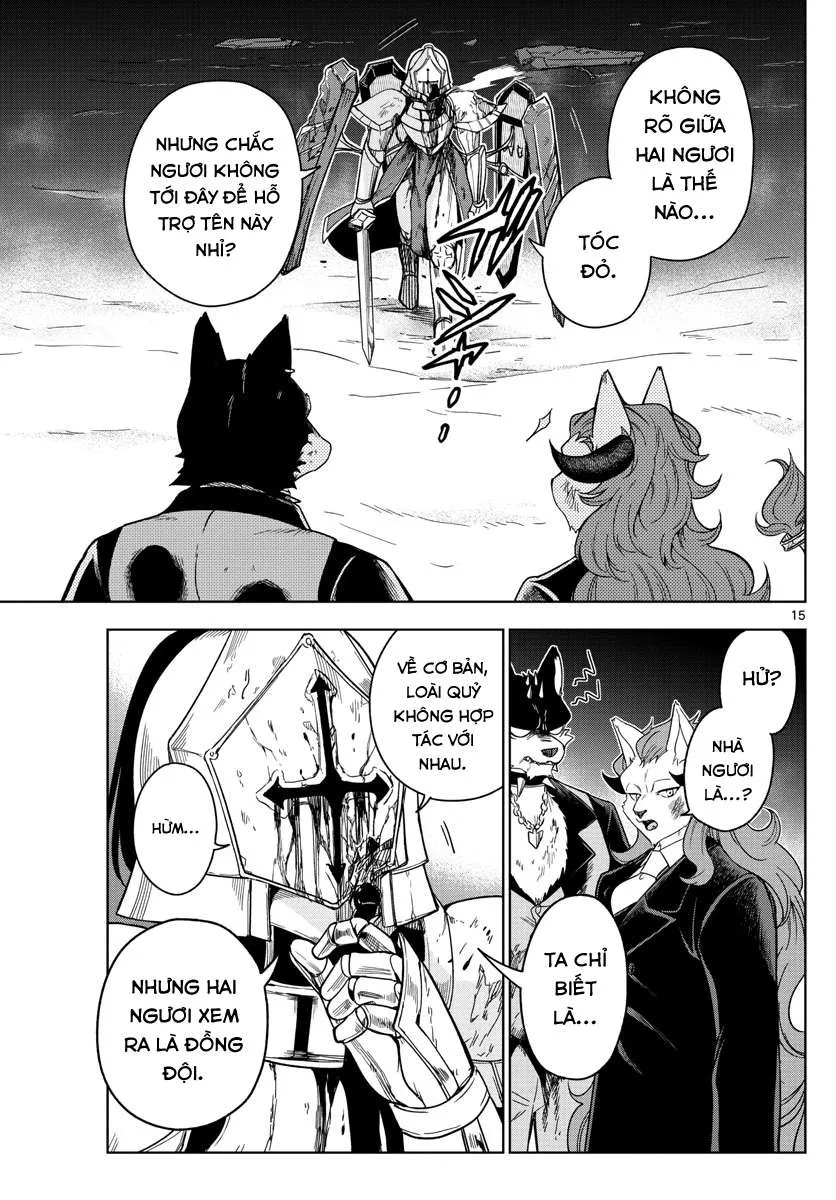 KHÔNG
RÕ GIỮA
HAI NGƯƠI
LÀ THẾ
NÀO...
TÓC
ĐỎ.
NHƯNG CHẮC
NGƯƠI KHÔNG
TỚI ĐÂY ĐỂ HỖ
TRỢ TÊN NÀY
NHỈ?
15
HỬ?
NHÀ
NGƯƠI
LÀ...?
TA CHỈ
BIẾT
LÀ...
VỀ CƠ BẢN,
LOÀI QUỶ
KHÔNG HỢP
TÁC VỚI
NHAU.
HỪM...
NHƯNG HAI
NGƯƠI XEM
RA LÀ ĐỒNG
ĐỘI.